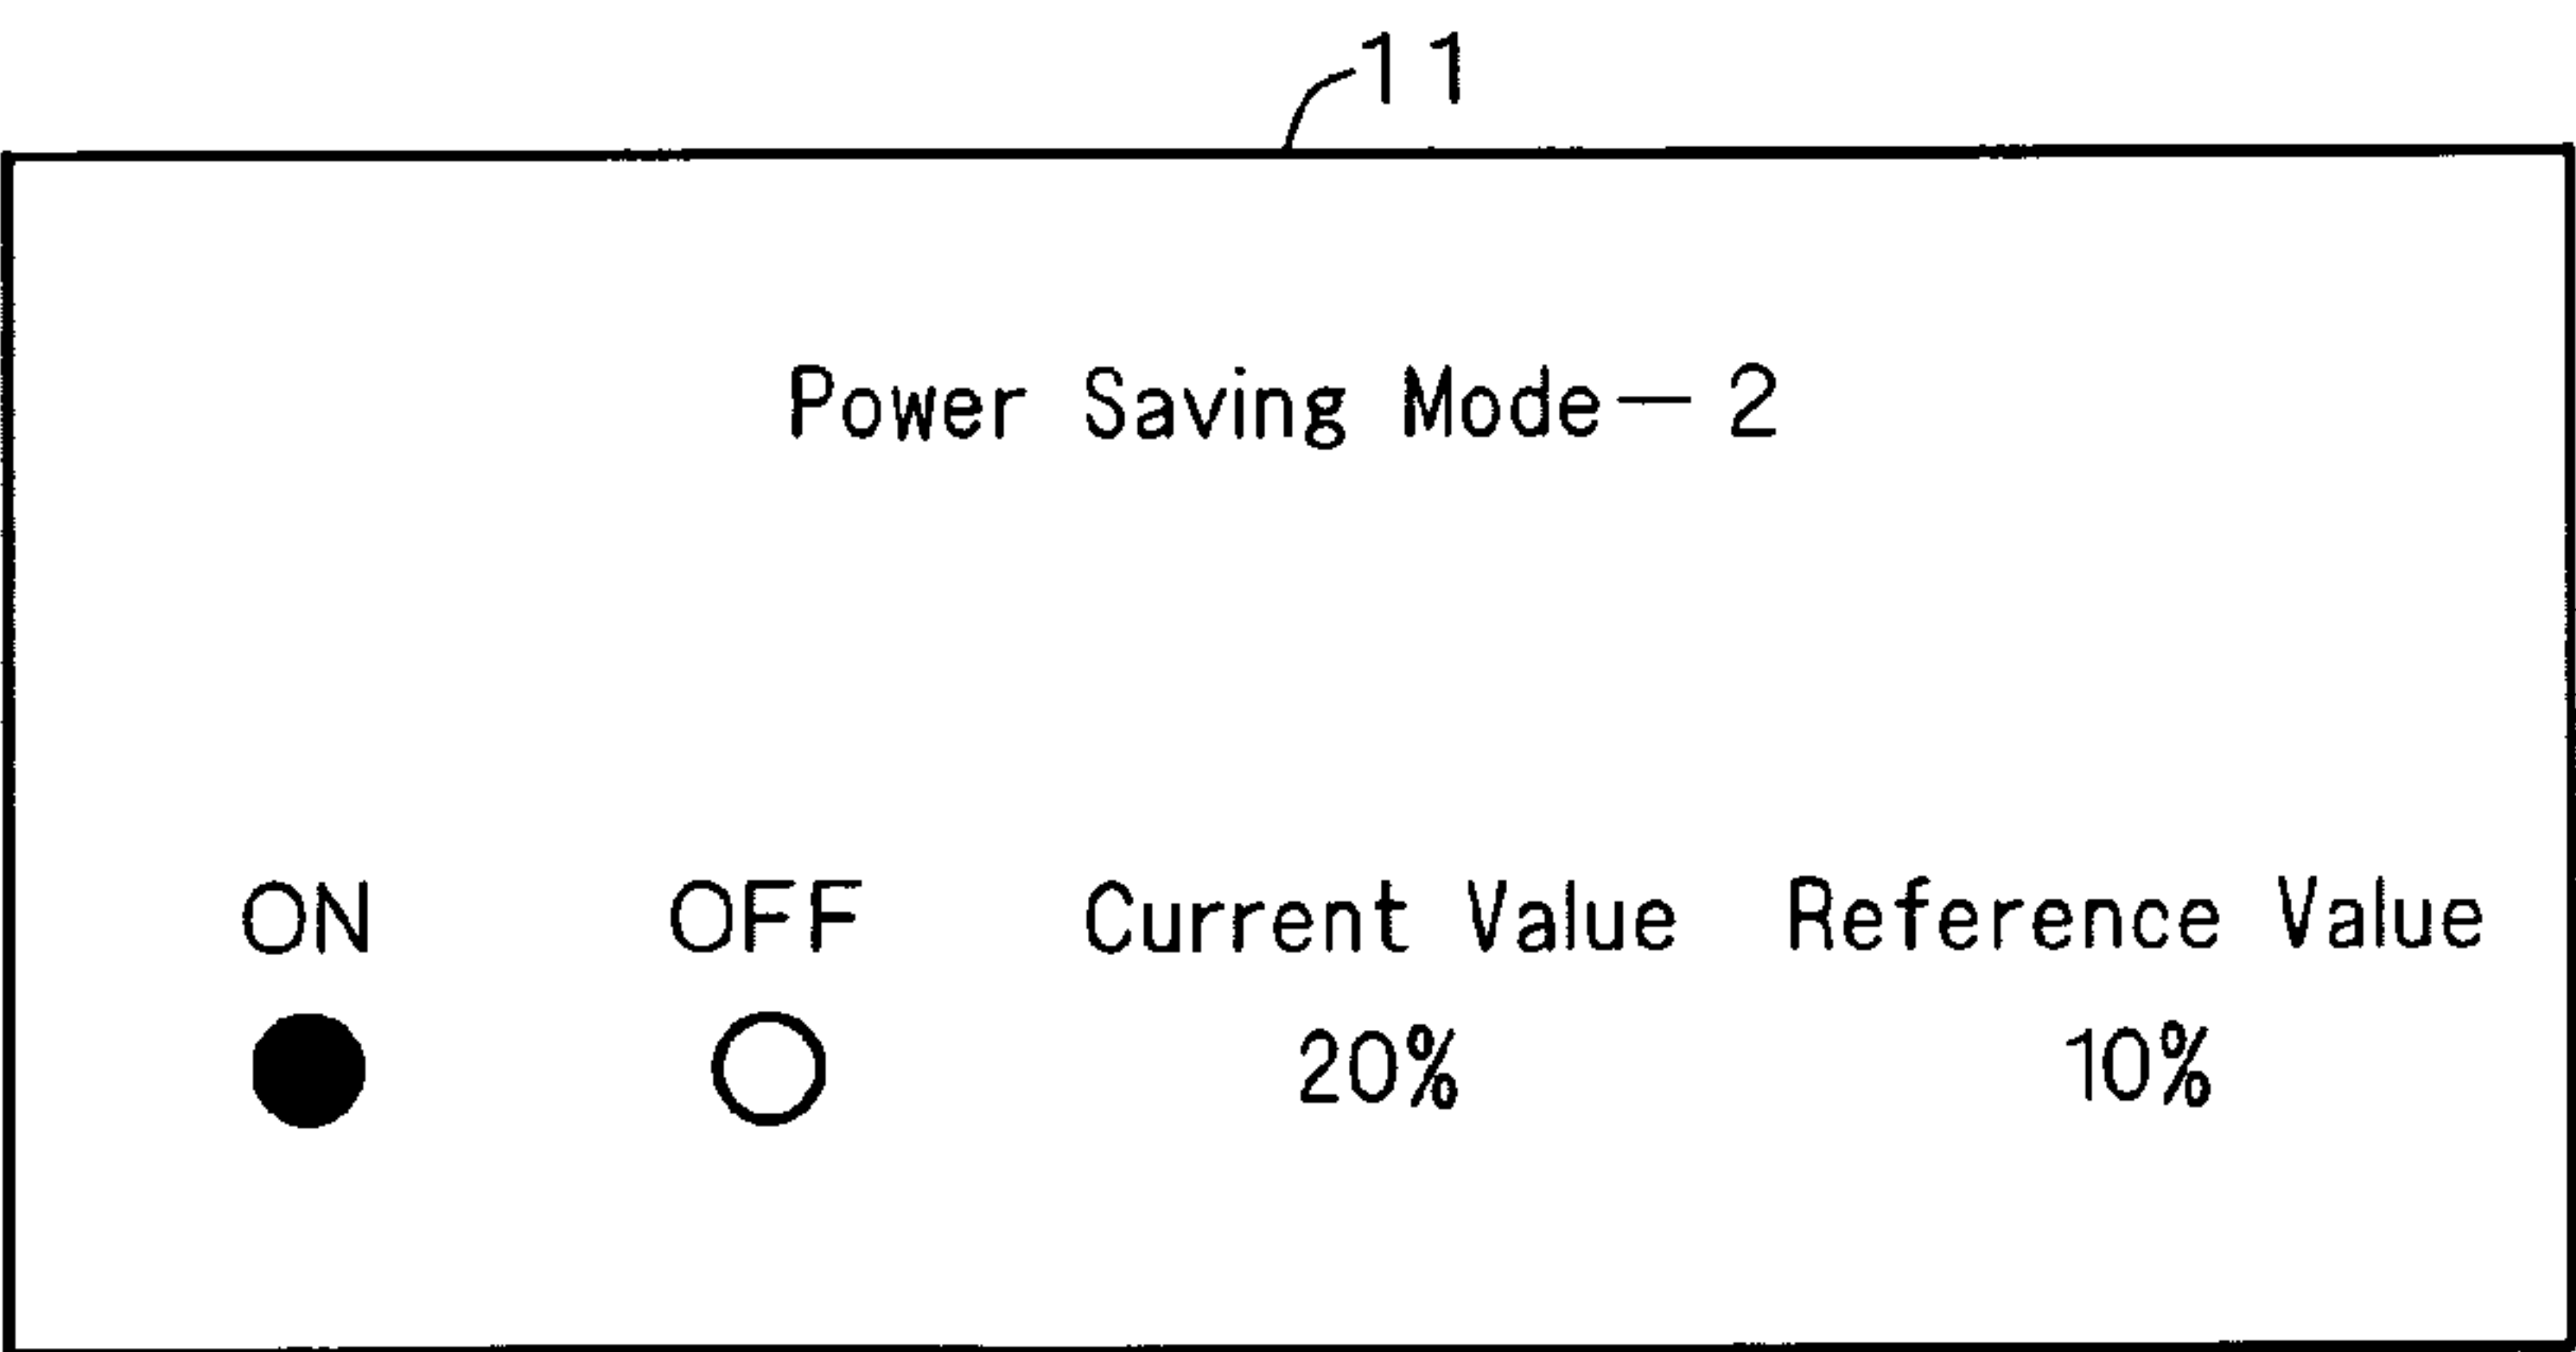 11
Power Saving Mode－2
ON OFF Current Value Reference Value
20% 10%